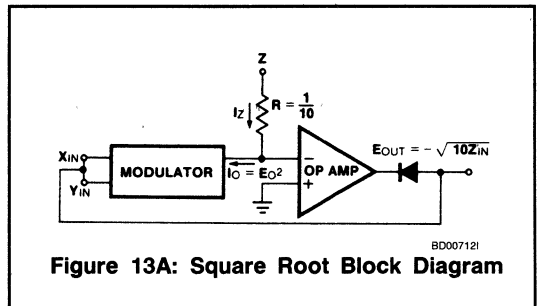 Z
IZ
R = 1/10
XIN
YIN
MODULATOR
IO = EO²
−
+
OP AMP
EOUT = − √10ZIN
BD00712I
Figure 13A: Square Root Block Diagram